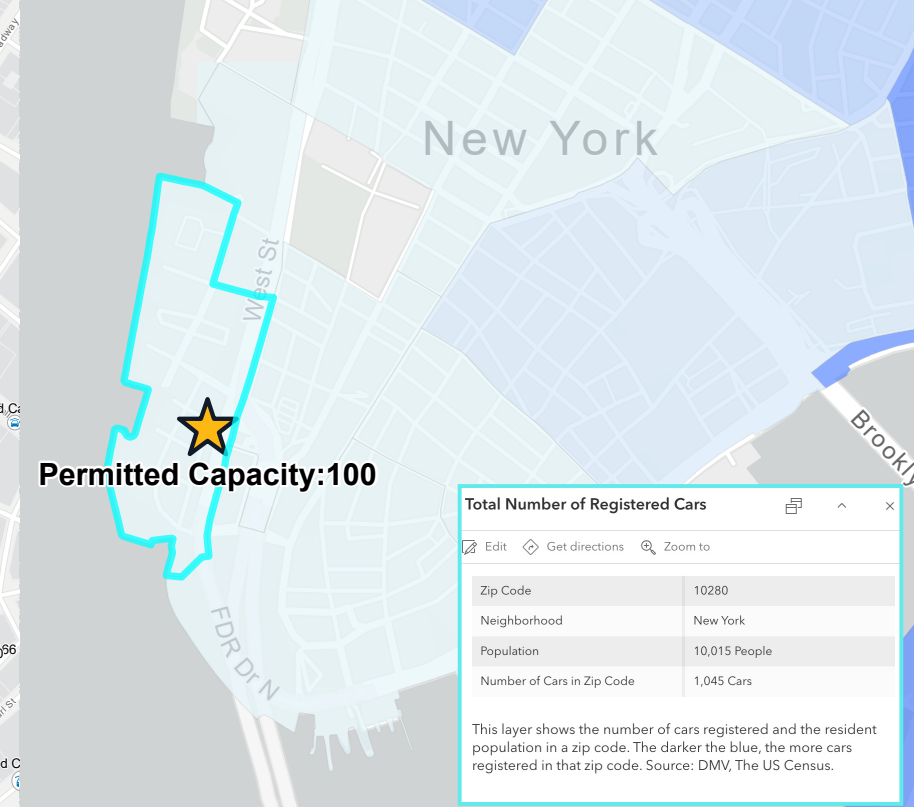 New York
West St
Permitted Capacity:100
Brookly
FDR Dr N
Total Number of Registered Cars
Edit Get directions Zoom to
Zip Code 10280
Neighborhood New York
Population 10,015 People
Number of Cars in Zip Code 1,045 Cars
This layer shows the number of cars registered and the resident
population in a zip code. The darker the blue, the more cars
registered in that zip code. Source: DMV, The US Census.